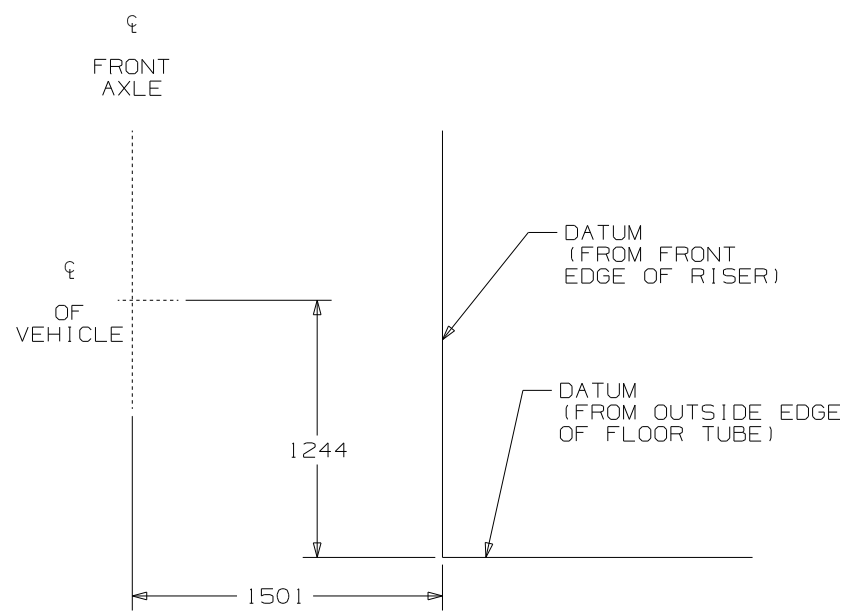 ℄
FRONT
AXLE
DATUM
(FROM FRONT
EDGE OF RISER)
℄
OF
VEHICLE
DATUM
(FROM OUTSIDE EDGE
OF FLOOR TUBE)
1244
1501